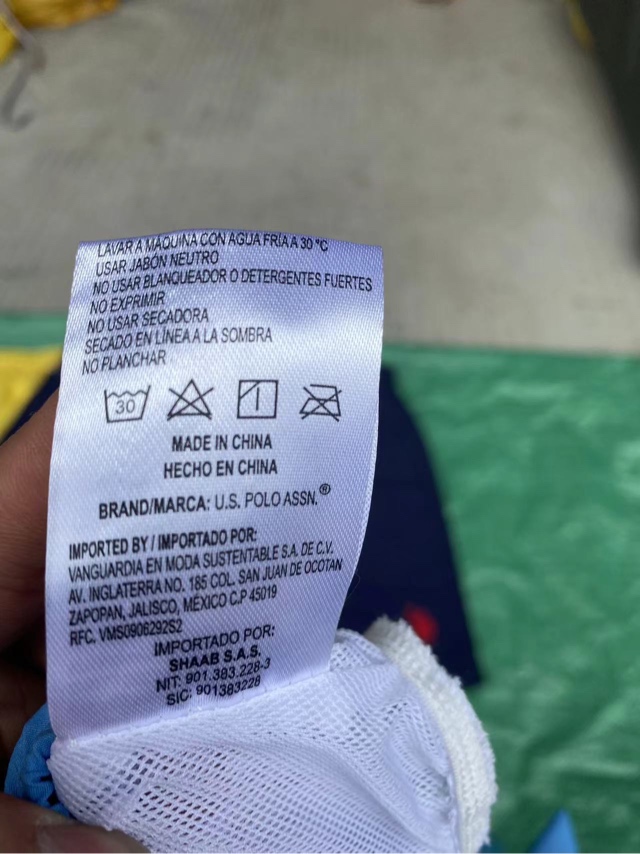 LAVAR A MÁQUINA CON AGUA FRÍA A 30 °C
USAR JABÓN NEUTRO
NO USAR BLANQUEADOR O DETERGENTES FUERTES
NO EXPRIMIR
NO USAR SECADORA
SECADO EN LÍNEA A LA SOMBRA
NO PLANCHAR
30
MADE IN CHINA
HECHO EN CHINA
BRAND/MARCA: U.S. POLO ASSN.®
IMPORTED BY / IMPORTADO POR:
VANGUARDIA EN MODA SUSTENTABLE S.A. DE C.V.
AV. INGLATERRA NO. 185 COL. SAN JUAN DE OCOTAN
ZAPOPAN, JALISCO, MÉXICO C.P 45019
RFC. VMS0906292S2
IMPORTADO POR:
SHAAB S.A.S.
NIT: 901.383.228-3
SIC: 901383228